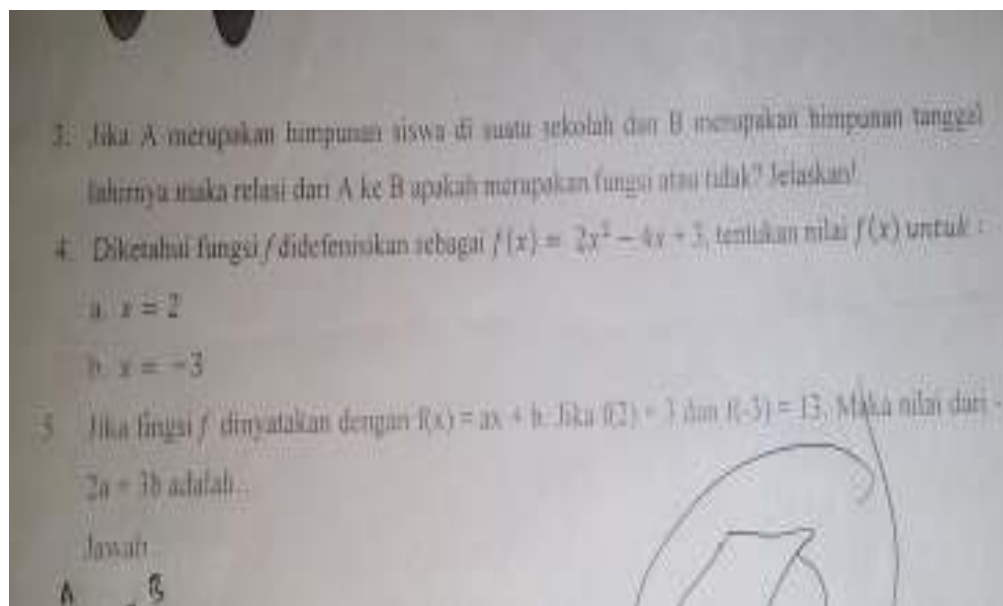 3. Jika A merupakan himpunan siswa di suatu sekolah dan B merupakan himpunan tanggal
lahirnya maka relasi dari A ke B apakah merupakan fungsi atau tidak? Jelaskan!
4. Diketahui fungsi f didefenisikan sebagai f(x) = 2x² − 4x + 3, tentukan nilai f(x) untuk :
a. x = 2
b. x = −3
5. Jika fingsi f dinyatakan dengan f(x) = ax + b. Jika f(2) = 3 dan f(-3) = 13. Maka nilai dari -
2a + 3b adalah...
Jawab
A B